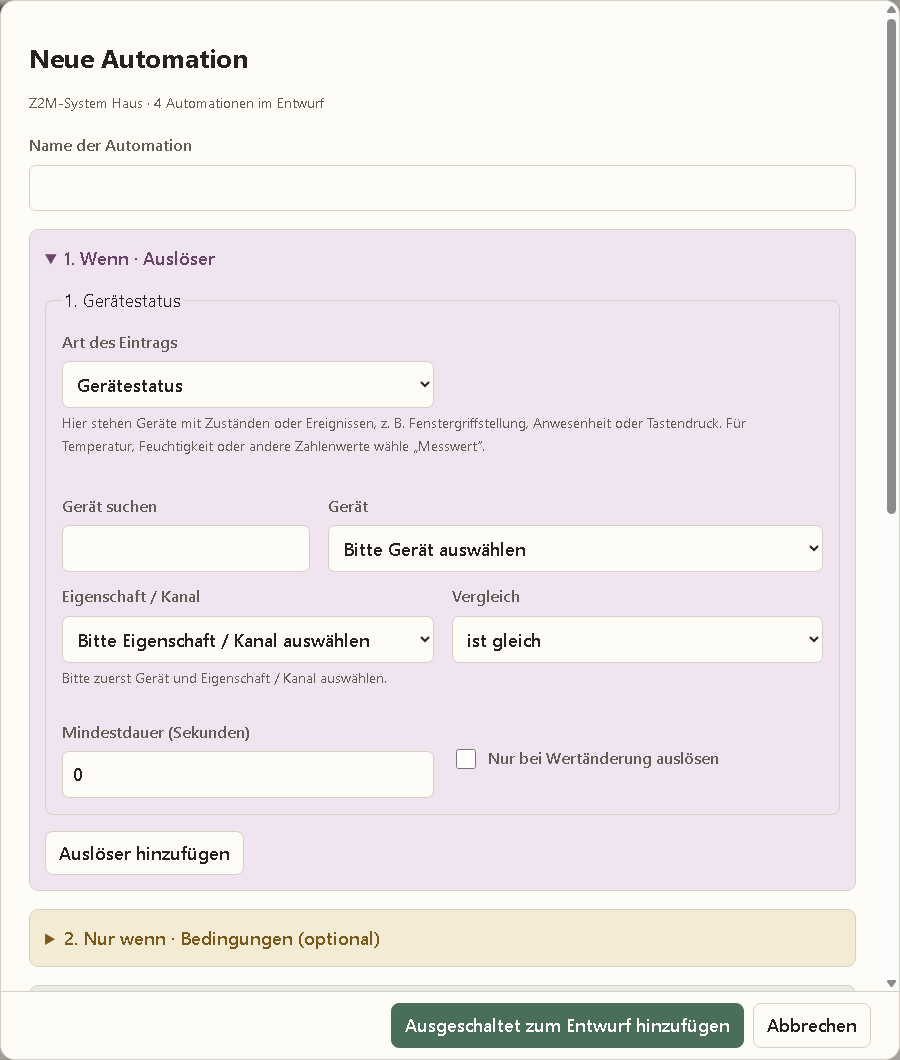 Neue Automation
Z2M-System Haus · 4 Automationen im Entwurf
Name der Automation
1. Wenn · Auslöser
1. Gerätestatus
Art des Eintrags
Gerätestatus
Hier stehen Geräte mit Zuständen oder Ereignissen, z. B. Fenstergriffstellung, Anwesenheit oder Tastendruck. Für
Temperatur, Feuchtigkeit oder andere Zahlenwerte wähle „Messwert“.
Gerät suchen Gerät
Bitte Gerät auswählen
Eigenschaft / Kanal Vergleich
Bitte Eigenschaft / Kanal auswählen ist gleich
Bitte zuerst Gerät und Eigenschaft / Kanal auswählen.
Mindestdauer (Sekunden)
Nur bei Wertänderung auslösen
0
Auslöser hinzufügen
2. Nur wenn · Bedingungen (optional)
Ausgeschaltet zum Entwurf hinzufügen Abbrechen